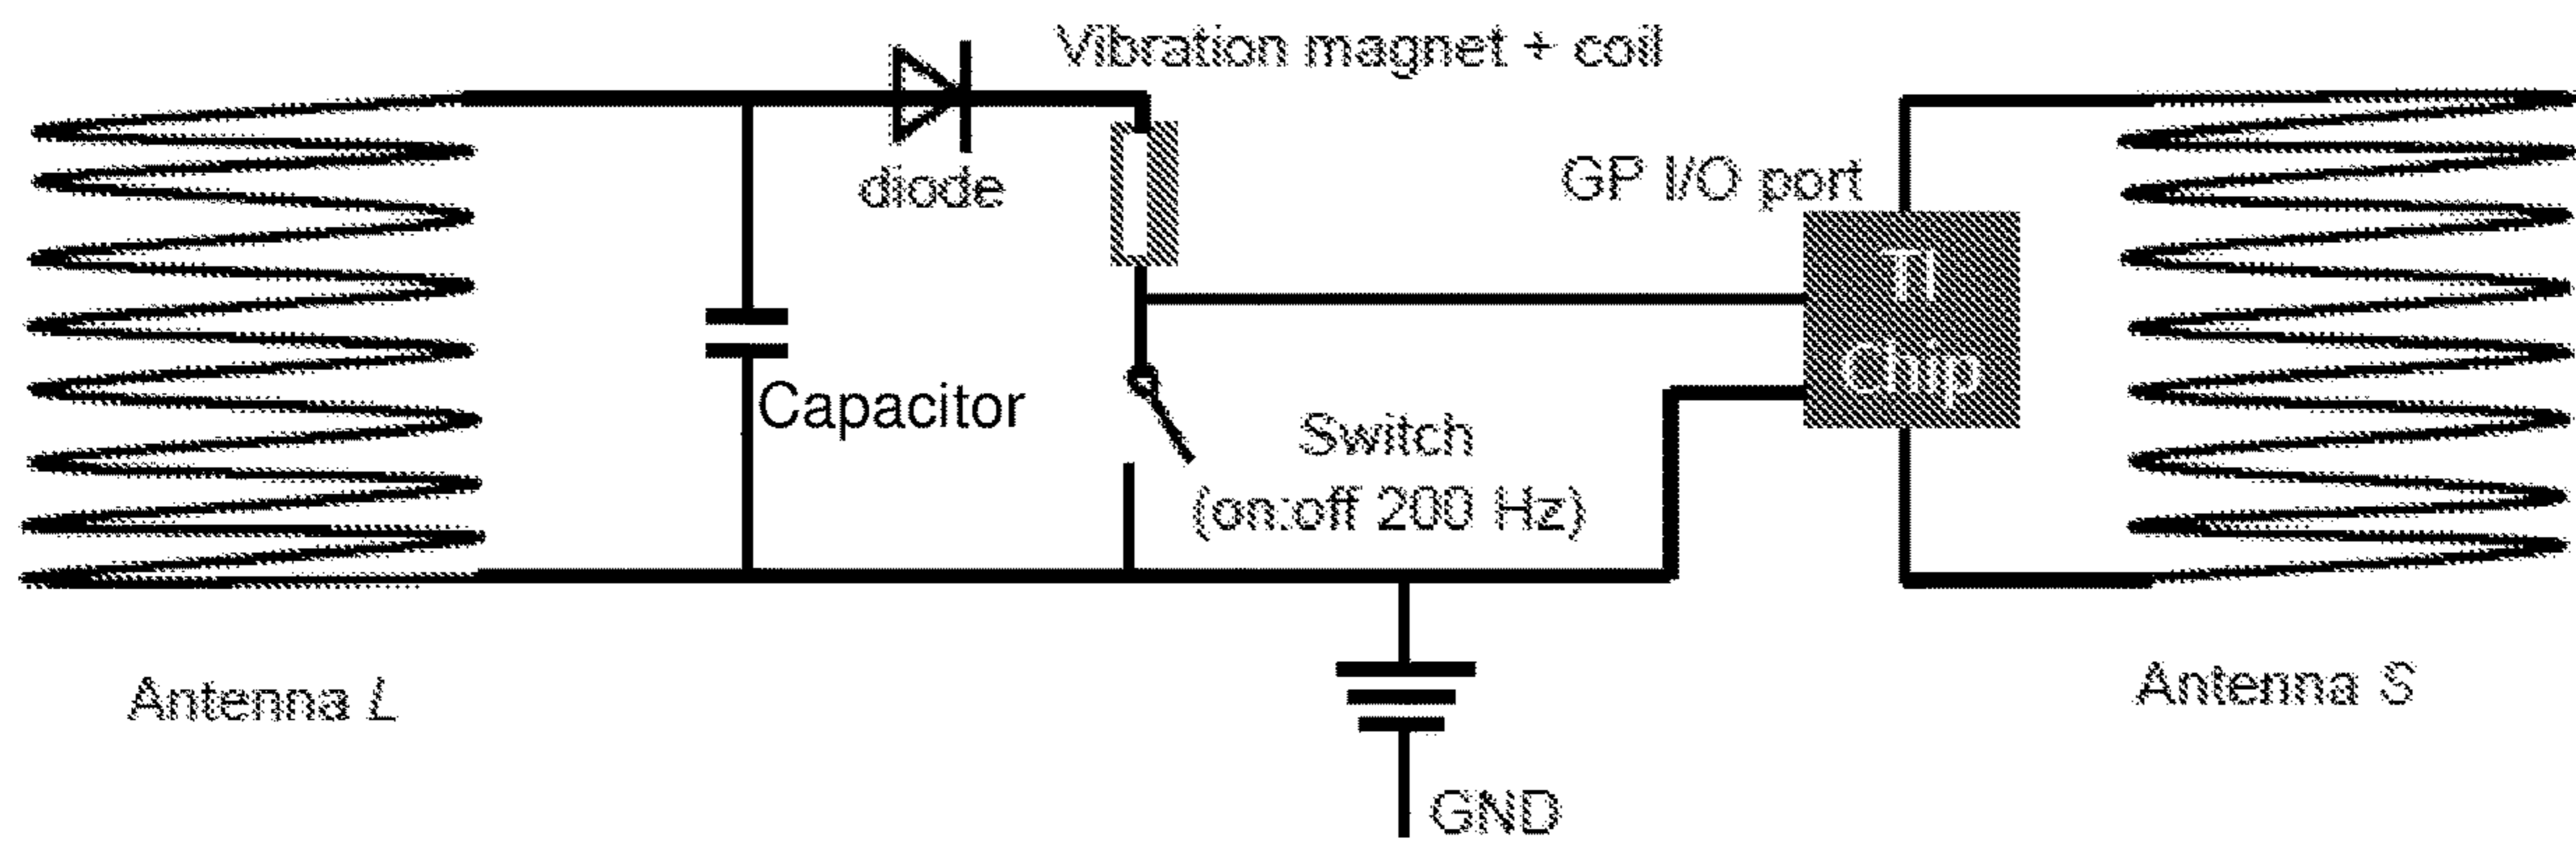 Vibration magnet + coil
diode
GP I/O port
TI
Chip
Capacitor
Switch
(on:off 200 Hz)
Antenna L
Antenna S
GND